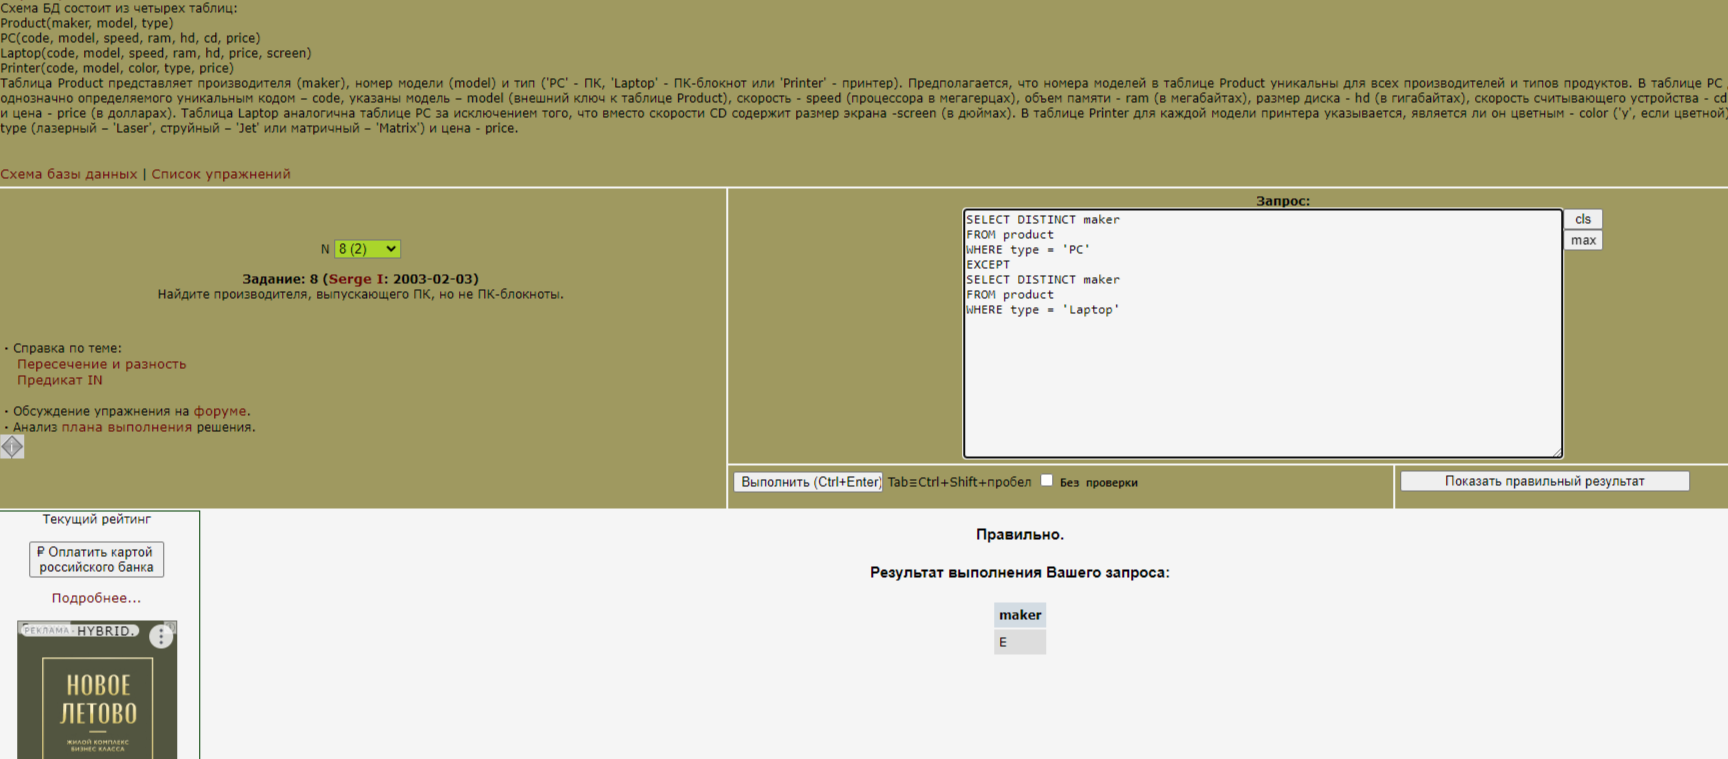 Схема БД состоит из четырех таблиц:
Product(maker, model, type)
PC(code, model, speed, ram, hd, cd, price)
Laptop(code, model, speed, ram, hd, price, screen)
Printer(code, model, color, type, price)
Таблица Product представляет производителя (maker), номер модели (model) и тип ('PC' - ПК, 'Laptop' - ПК-блокнот или 'Printer' - принтер). Предполагается, что номера моделей в таблице Product уникальны для всех производителей и типов продуктов. В таблице PC
однозначно определяемого уникальным кодом – code, указаны модель – model (внешний ключ к таблице Product), скорость - speed (процессора в мегагерцах), объем памяти - ram (в мегабайтах), размер диска - hd (в гигабайтах), скорость считывающего устройства - cd
и цена - price (в долларах). Таблица Laptop аналогична таблице PC за исключением того, что вместо скорости CD содержит размер экрана -screen (в дюймах). В таблице Printer для каждой модели принтера указывается, является ли он цветным - color ('y', если цветной)
type (лазерный – 'Laser', струйный – 'Jet' или матричный – 'Matrix') и цена - price.
Схема базы данных | Список упражнений
N 8 (2)
Задание: 8 (Serge I: 2003-02-03)
Найдите производителя, выпускающего ПК, но не ПК-блокноты.
• Справка по теме:
Пересечение и разность
Предикат IN
• Обсуждение упражнения на форуме.
• Анализ плана выполнения решения.
Запрос:
SELECT DISTINCT maker
FROM product
WHERE type = 'PC'
EXCEPT
SELECT DISTINCT maker
FROM product
WHERE type = 'Laptop'
cls
max
Выполнить (Ctrl+Enter) Tab≡Ctrl+Shift+пробел Без проверки
Показать правильный результат
Текущий рейтинг
₽ Оплатить картой
российского банка
Подробнее...
РЕКЛАМА • HYBRID.
НОВОЕ
ЛЕТОВО
ЖИЛОЙ КОМПЛЕКС
БИЗНЕС КЛАССА
Правильно.
Результат выполнения Вашего запроса:
maker
E